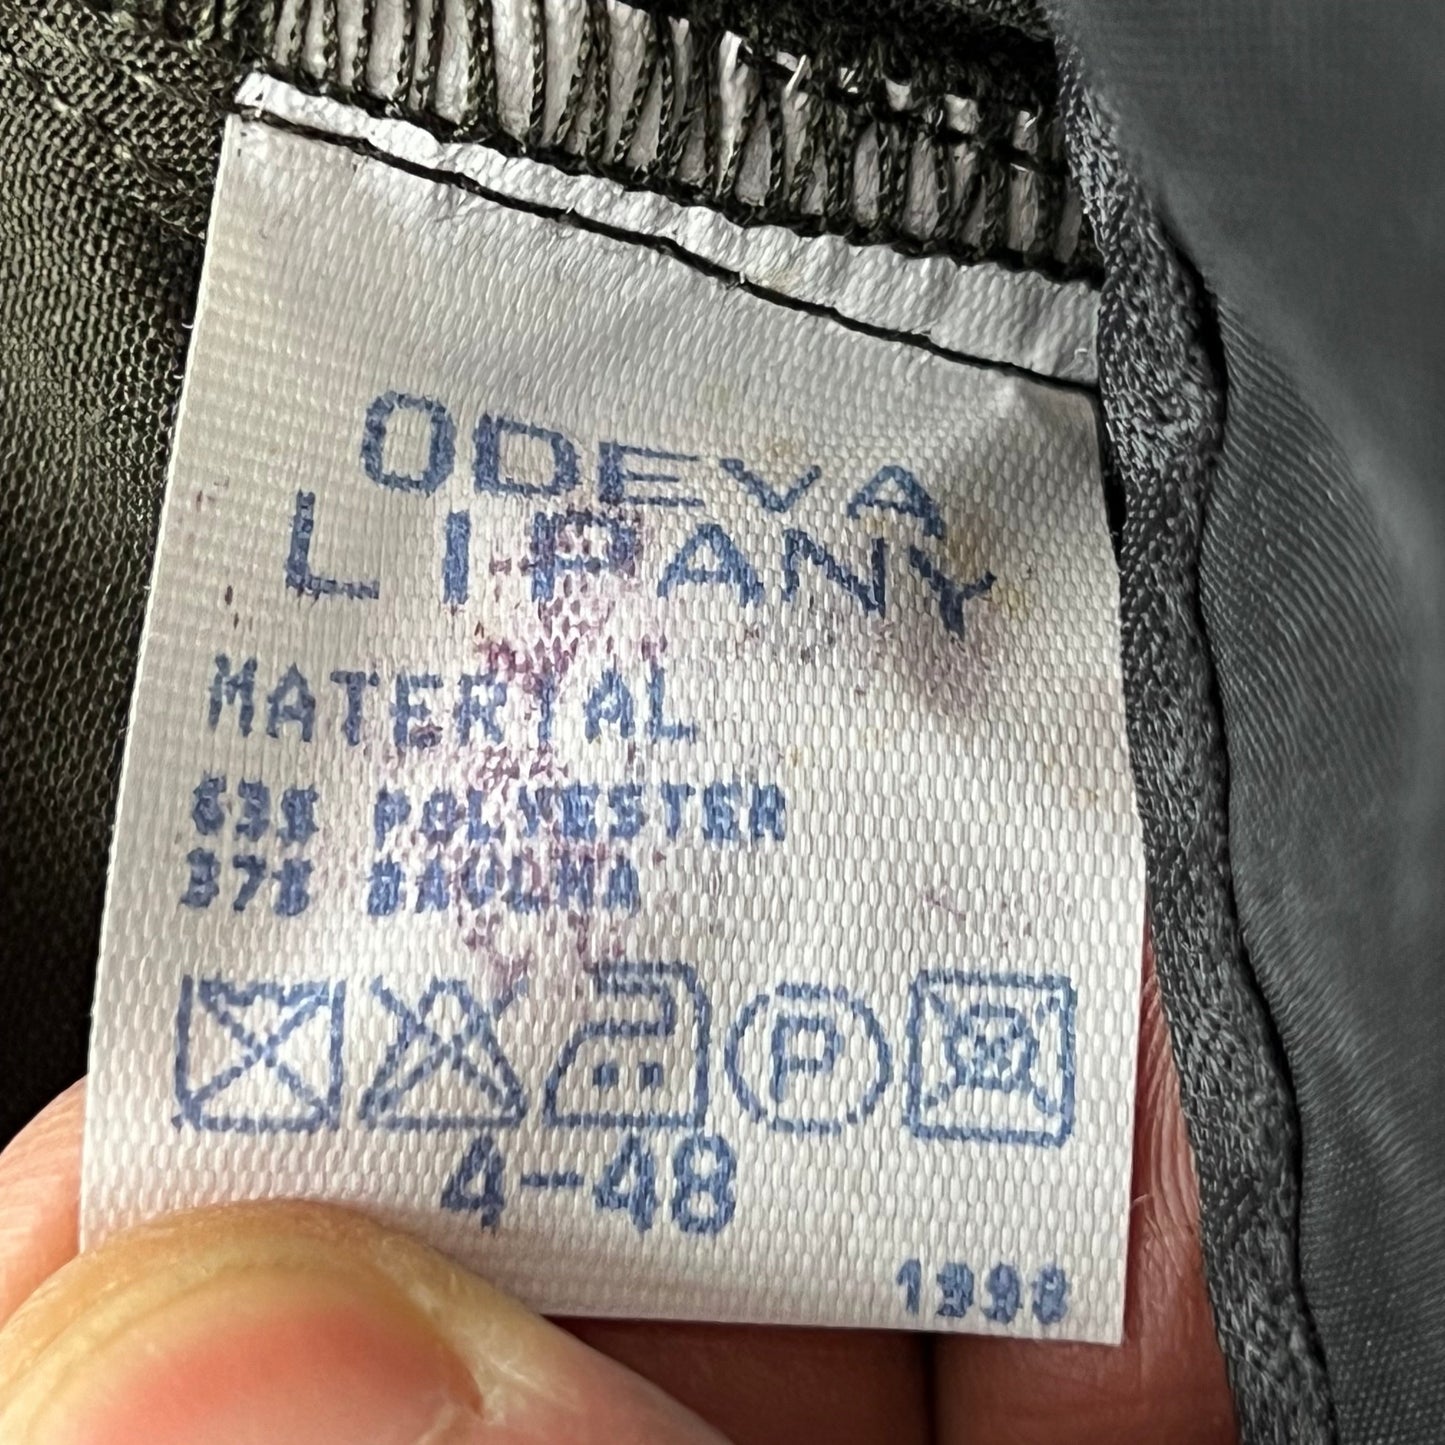 ODEVA
LIPANY
MATERIAL
63% POLYESTER
37% BAVLNA
P
4-48
1998